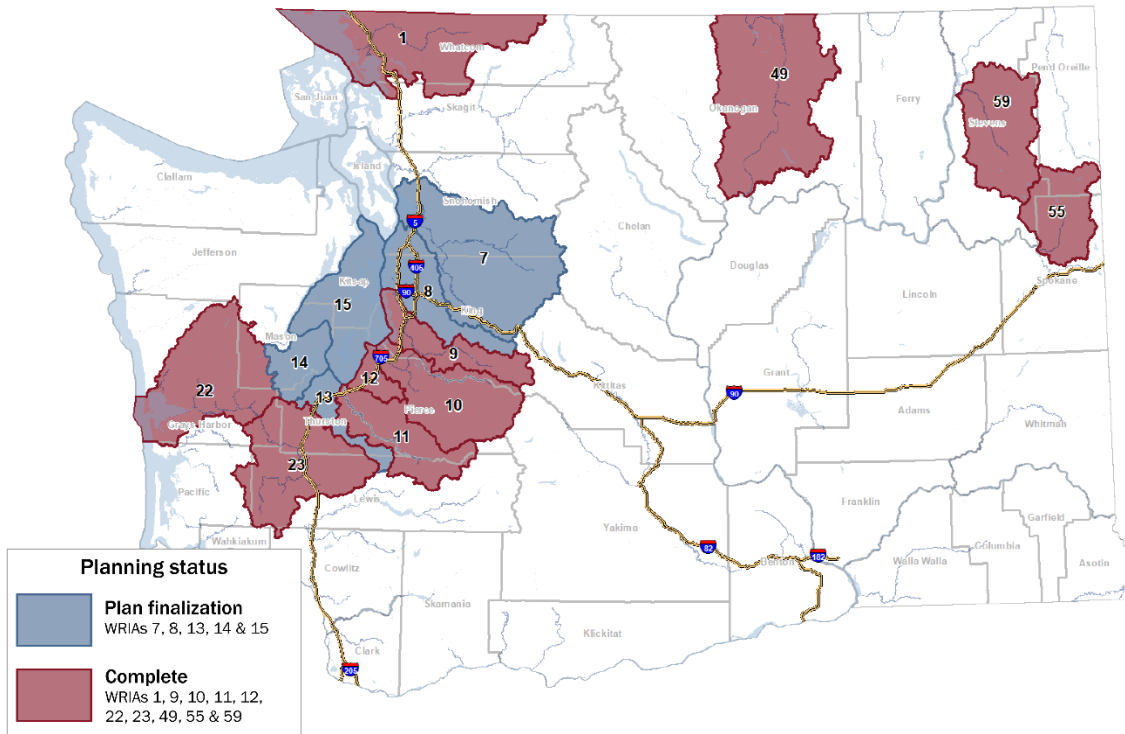 1
Whatcom
49
Pend Oreille
San Juan
Skagit
Okanogan
Ferry
59
Stevens
Island
Clallam
Snohomish
55
5
Chelan
Jefferson
7
Douglas
405
Kitsap
90
8
Spokane
15
Lincoln
King
Mason
9
705
14
12
Grant
22
Kittitas
90
13
10
Pierce
Adams
Grays Harbor
Thurston
Whitman
11
23
Pacific
Lewis
Franklin
Yakima
Garfield
Wahkiakum
82
182
Columbia
Benton
Walla Walla
Asotin
Cowlitz
Skamania
Klickitat
Clark
205
Planning status
Plan finalization
WRIAs 7, 8, 13, 14 & 15
Complete
WRIAs 1, 9, 10, 11, 12,
22, 23, 49, 55 & 59